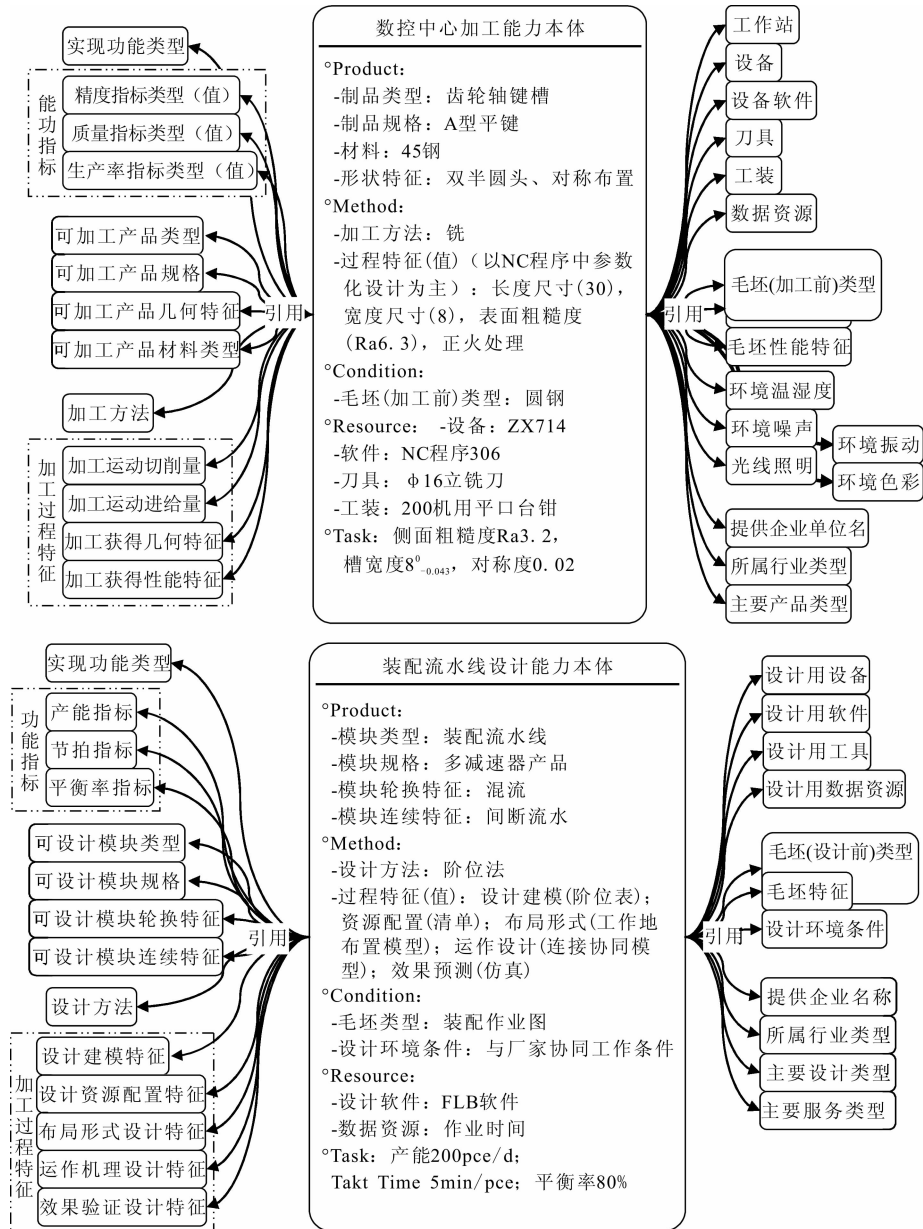 实现功能类型
能功指标
精度指标类型（值）
质量指标类型（值）
生产率指标类型（值）
可加工产品类型
可加工产品规格
可加工产品几何特征
可加工产品材料类型
加工方法
加工过程特征
加工运动切削量
加工运动进给量
加工获得几何特征
加工获得性能特征
引用
数控中心加工能力本体
°Product:
-制品类型：齿轮轴键槽
-制品规格：A型平键
-材料：45钢
-形状特征：双半圆头、对称布置
°Method:
-加工方法：铣
-过程特征(值)（以NC程序中参数
化设计为主）：长度尺寸(30)，
宽度尺寸(8)，表面粗糙度
（Ra6.3），正火处理
°Condition:
-毛坯(加工前)类型：圆钢
°Resource: -设备：ZX714
-软件：NC程序306
-刀具：φ16立铣刀
-工装：200机用平口台钳
°Task: 侧面粗糙度Ra3.2,
槽宽度8⁰₋₀.₀₄₃，对称度0.02
引用
工作站
设备
设备软件
刀具
工装
数据资源
毛坯(加工前)类型
毛坯性能特征
环境温湿度
环境噪声
光线照明
环境振动
环境色彩
提供企业单位名
所属行业类型
主要产品类型
实现功能类型
功能指标
产能指标
节拍指标
平衡率指标
可设计模块类型
可设计模块规格
可设计模块轮换特征
可设计模块连续特征
设计方法
加工过程特征
设计建模特征
设计资源配置特征
布局形式设计特征
运作机理设计特征
效果验证设计特征
引用
装配流水线设计能力本体
°Product:
-模块类型：装配流水线
-模块规格：多减速器产品
-模块轮换特征：混流
-模块连续特征：间断流水
°Method:
-设计方法：阶位法
-过程特征(值)：设计建模(阶位表)；
资源配置(清单)；布局形式(工作地
布置模型)；运作设计(连接协同模
型)；效果预测(仿真)
°Condition:
-毛坯类型：装配作业图
-设计环境条件：与厂家协同工作条件
°Resource:
-设计软件：FLB软件
-数据资源：作业时间
°Task: 产能200pce/d;
Takt Time 5min/pce; 平衡率80%
引用
设计用设备
设计用软件
设计用工具
设计用数据资源
毛坯(设计前)类型
毛坯特征
设计环境条件
提供企业名称
所属行业类型
主要设计类型
主要服务类型